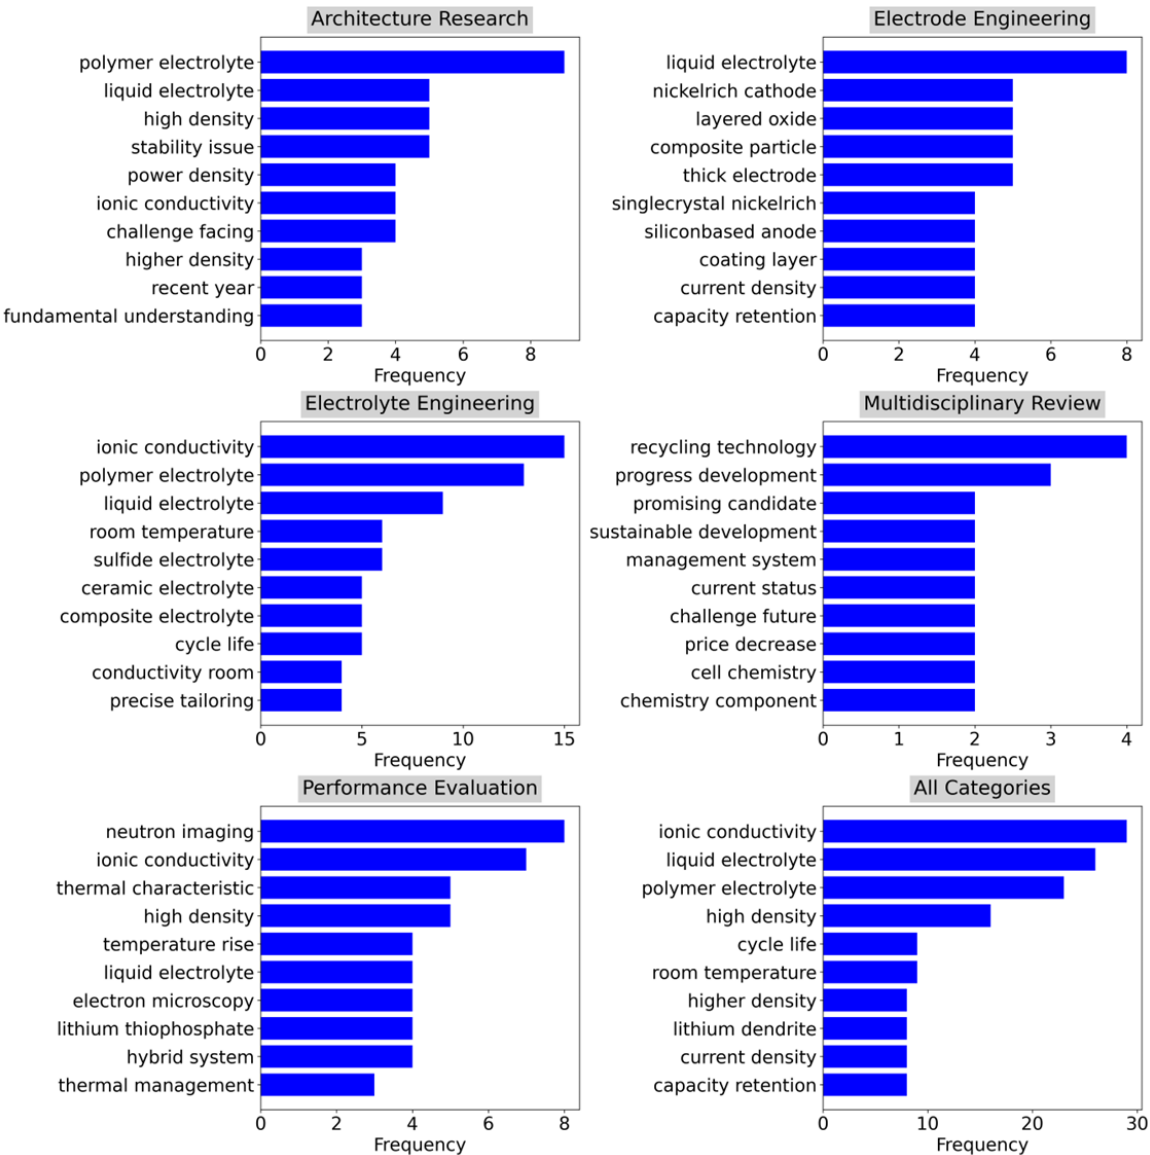 Architecture Research
polymer electrolyte
liquid electrolyte
high density
stability issue
power density
ionic conductivity
challenge facing
higher density
recent year
fundamental understanding
0 2 4 6 8
Frequency
Electrode Engineering
liquid electrolyte
nickelrich cathode
layered oxide
composite particle
thick electrode
singlecrystal nickelrich
siliconbased anode
coating layer
current density
capacity retention
0 2 4 6 8
Frequency
Electrolyte Engineering
ionic conductivity
polymer electrolyte
liquid electrolyte
room temperature
sulfide electrolyte
ceramic electrolyte
composite electrolyte
cycle life
conductivity room
precise tailoring
0 5 10 15
Frequency
Multidisciplinary Review
recycling technology
progress development
promising candidate
sustainable development
management system
current status
challenge future
price decrease
cell chemistry
chemistry component
0 1 2 3 4
Frequency
Performance Evaluation
neutron imaging
ionic conductivity
thermal characteristic
high density
temperature rise
liquid electrolyte
electron microscopy
lithium thiophosphate
hybrid system
thermal management
0 2 4 6 8
Frequency
All Categories
ionic conductivity
liquid electrolyte
polymer electrolyte
high density
cycle life
room temperature
higher density
lithium dendrite
current density
capacity retention
0 10 20 30
Frequency